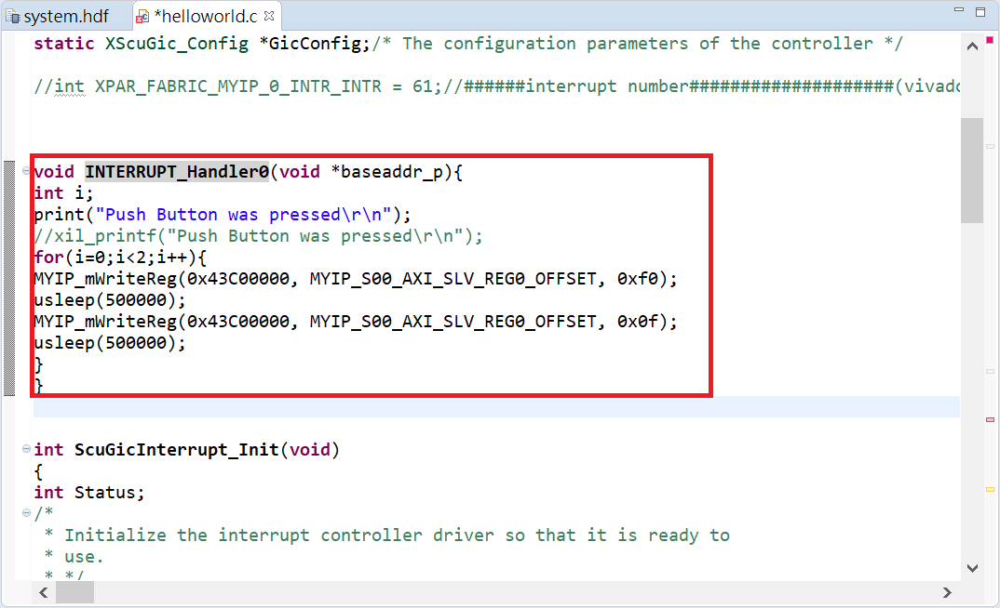 system.hdf
*helloworld.c
static XScuGic_Config *GicConfig;/* The configuration parameters of the controller */
//int XPAR_FABRIC_MYIP_0_INTR_INTR = 61;//######interrupt number####################(vivado
void INTERRUPT_Handler0(void *baseaddr_p){
int i;
print("Push Button was pressed\r\n");
//xil_printf("Push Button was pressed\r\n");
for(i=0;i<2;i++){
MYIP_mWriteReg(0x43C00000, MYIP_S00_AXI_SLV_REG0_OFFSET, 0xf0);
usleep(500000);
MYIP_mWriteReg(0x43C00000, MYIP_S00_AXI_SLV_REG0_OFFSET, 0x0f);
usleep(500000);
}
}
int ScuGicInterrupt_Init(void)
{
int Status;
/*
* Initialize the interrupt controller driver so that it is ready to
* use.
* */